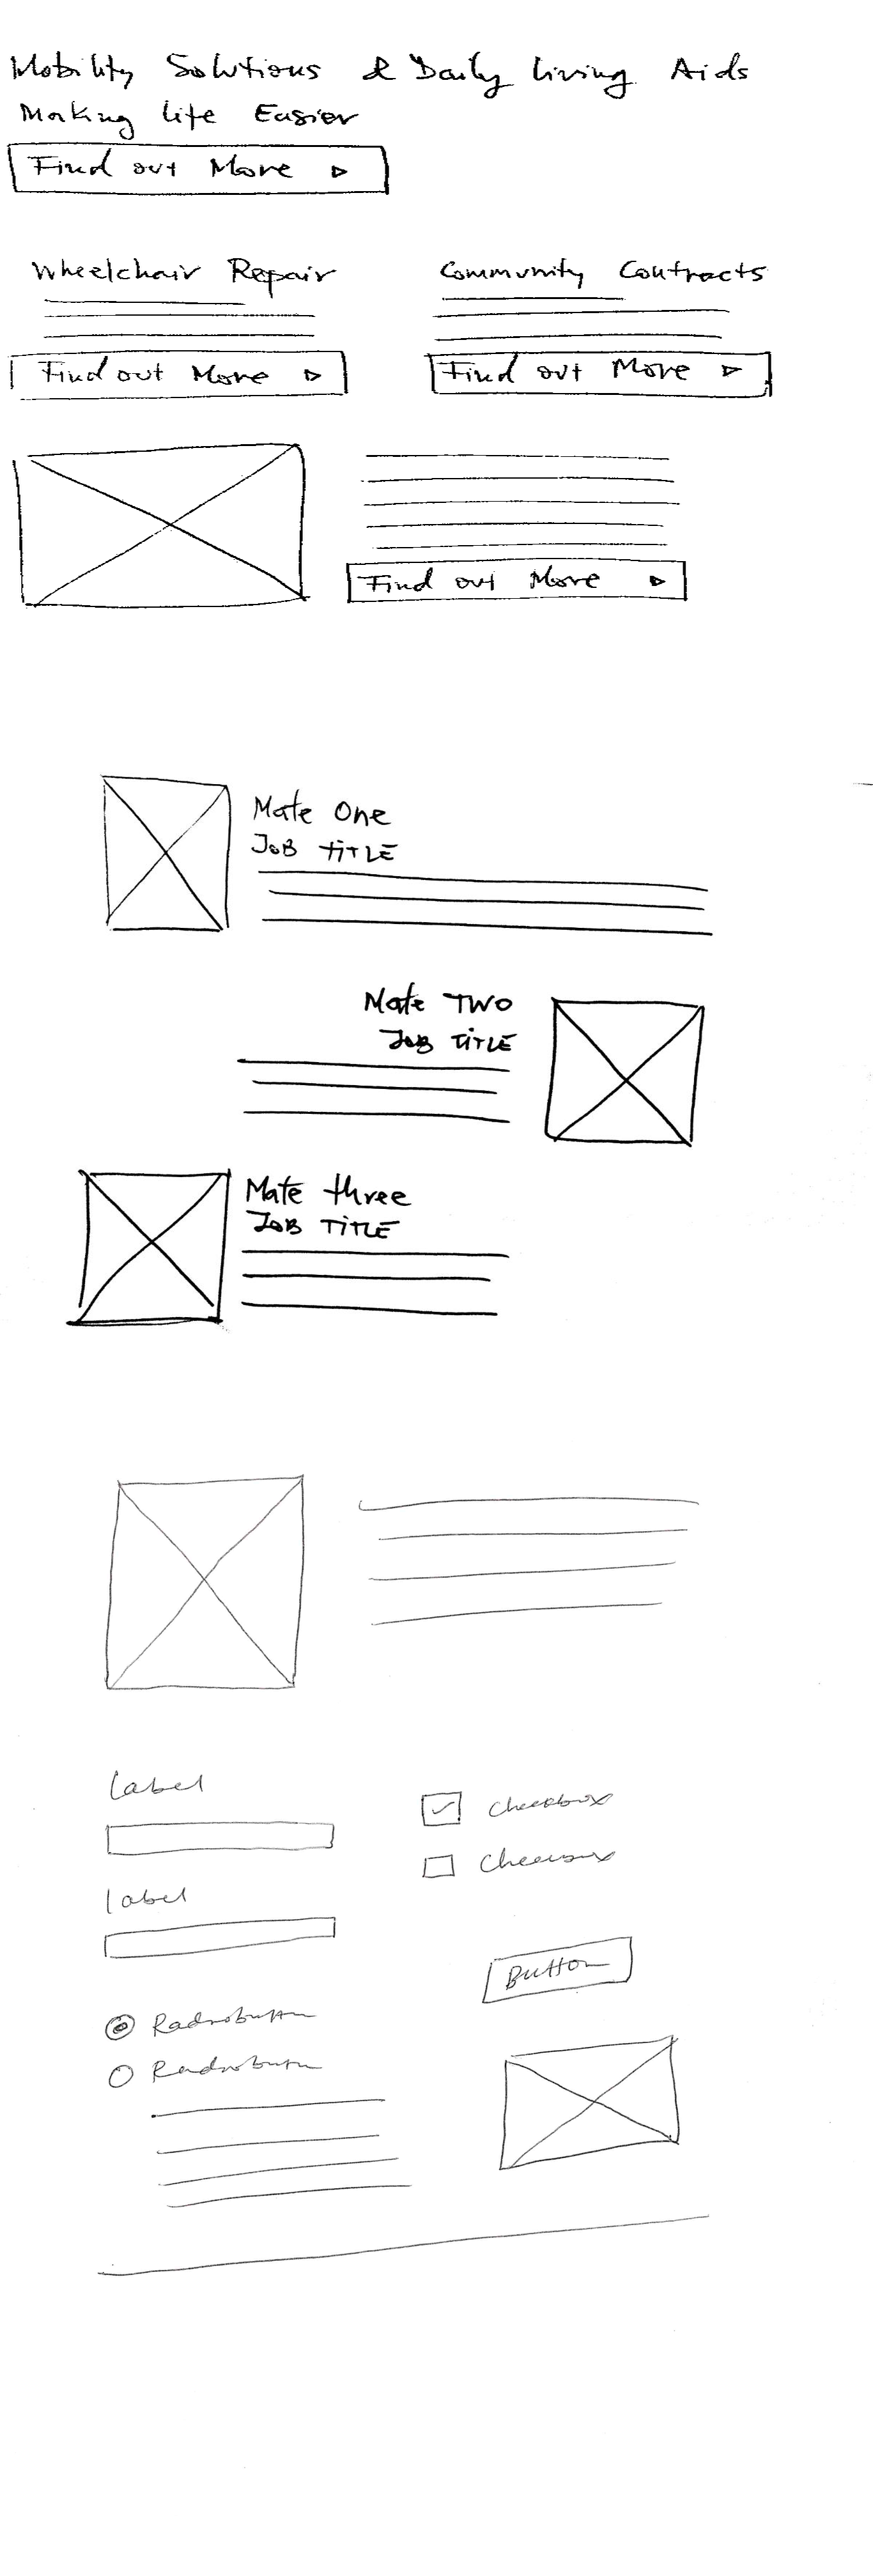 Mobility Solutions & Daily living Aids
Making life Easier
Find out More
Wheelchair Repair
Community Contracts
Find out More
Find out More
Find out More
Mate One
JOB TITLE
Mate TWO
JOB TITLE
Mate three
JOB TITLE
Label
Checkbox
Checkbox
label
Button
Radiobutton
Radiobutton